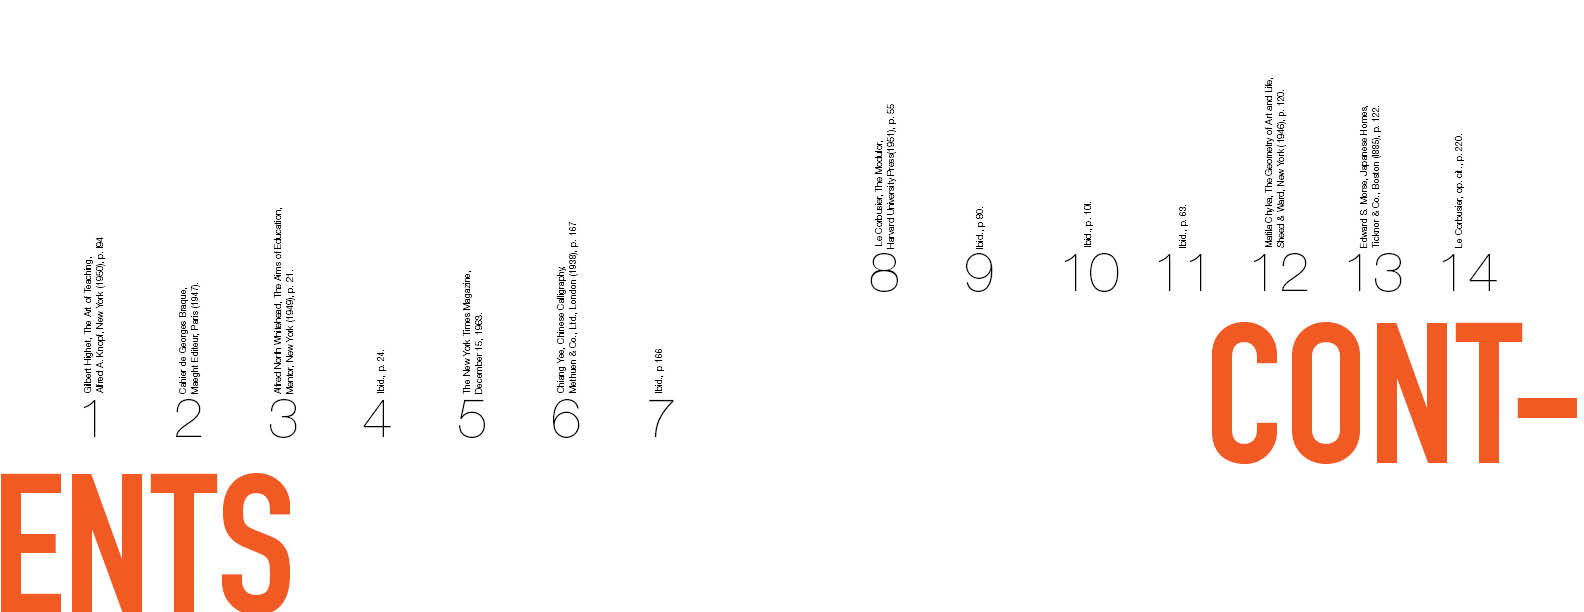 Gilbert Highet, The Art of Teaching,
Alfred A. Knopf, New York (1950), p. l94
1
Cahier de Georges Braque,
Maeght Editeur, Paris (1947).
2
Alfred North Whitehead, The Aims of Education,
Mentor, New York (1949), p. 21.
3
Ibid., p. 24.
4
The New York Times Magazine,
December 15, 1963.
5
Chiang Yee, Chinese Calligraphy,
Methuen & Co., Ltd., London (1938), p. 167
6
Ibid., p 166
7
Le Corbusier, The Modulor,
Harvard University Press(1951), p. 55
8
Ibid., p 90.
9
Ibid., p. 10l.
10
Ibid., p. 63.
11
Matila Chyka, The Geometry of Art and Life,
Sheed & Ward, New York (1946), p. 120.
12
Edward S. Morse, Japanese Homes,
Ticknor & Co., Boston (l885), p. 122.
13
Le Corbusier, op. cit., p. 220.
14
CONT–
ENTS